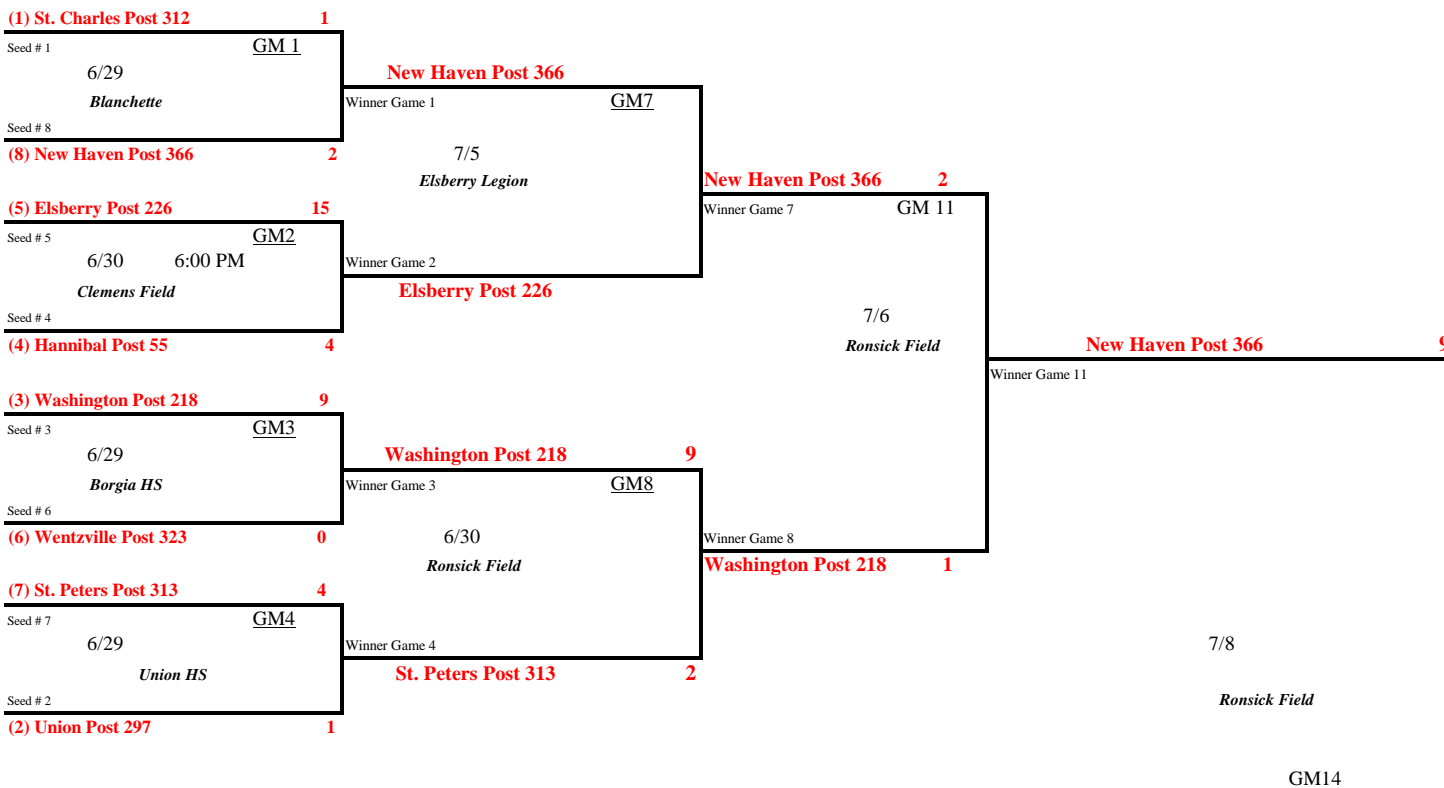 (1) St. Charles Post 312 1
Seed # 1 GM 1
6/29
Blanchette
Seed # 8
(8) New Haven Post 366 2
(5) Elsberry Post 226 15
Seed # 5 GM2
6/30 6:00 PM
Clemens Field
Seed # 4
(4) Hannibal Post 55 4
(3) Washington Post 218 9
Seed # 3 GM3
6/29
Borgia HS
Seed # 6
(6) Wentzville Post 323 0
(7) St. Peters Post 313 4
Seed # 7 GM4
6/29
Union HS
Seed # 2
(2) Union Post 297 1
New Haven Post 366
Winner Game 1 GM7
7/5
Elsberry Legion
Winner Game 2
Elsberry Post 226
Washington Post 218 9
Winner Game 3 GM8
6/30
Ronsick Field
Winner Game 4
St. Peters Post 313 2
New Haven Post 366 2
Winner Game 7 GM 11
7/6
Ronsick Field
Winner Game 8
Washington Post 218 1
New Haven Post 366
Winner Game 11
7/8
Ronsick Field
GM14